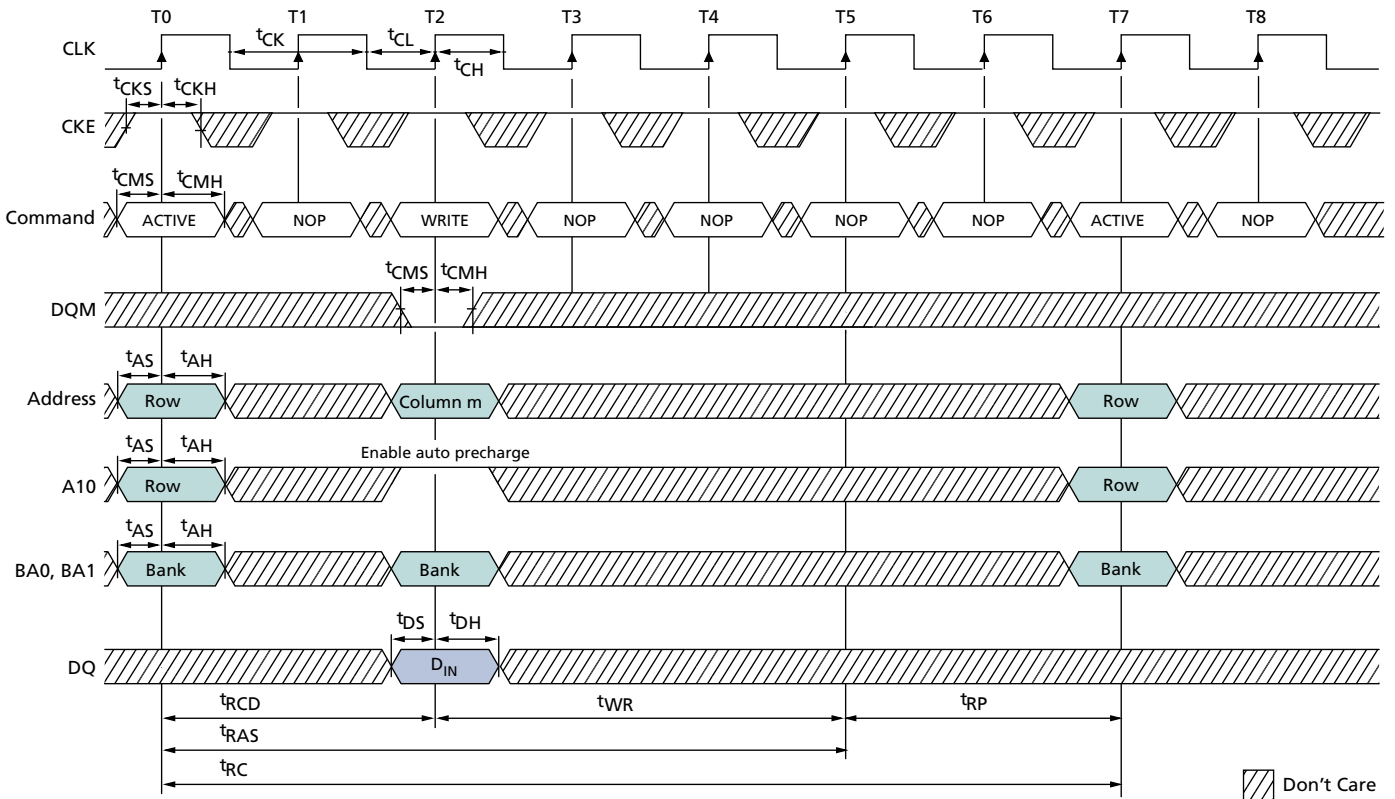 T0 T1 T2 T3 T4 T5 T6 T7 T8
CLK
tCK tCL
tCH
tCKS tCKH
CKE
tCMS tCMH
Command ACTIVE NOP WRITE NOP NOP NOP NOP ACTIVE NOP
tCMS tCMH
DQM
tAS tAH
Address Row Column m Row
Enable auto precharge
tAS tAH
A10 Row Row
tAS tAH
BA0, BA1 Bank Bank Bank
tDS tDH
DQ DIN
tRCD tWR tRP
tRAS
tRC
Don't Care